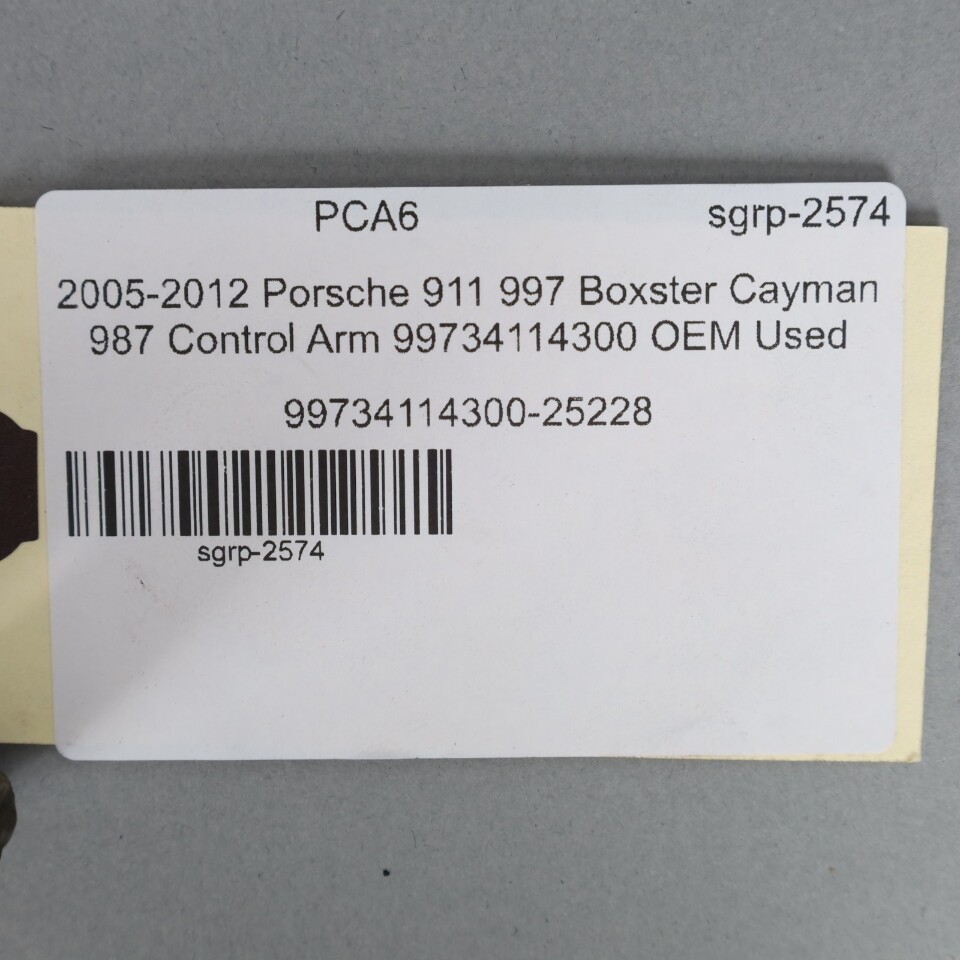 PCA6 sgrp-2574
2005-2012 Porsche 911 997 Boxster Cayman
987 Control Arm 99734114300 OEM Used
99734114300-25228
sgrp-2574